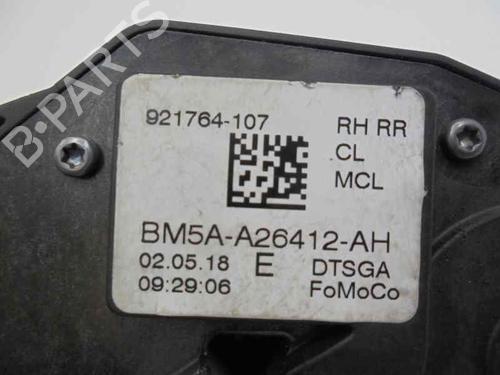 921764-107 RH RR
CL
MCL
BM5A-A26412-AH
02.05.18 E DTSGA
09:29:06 FoMoCo
B-Parts